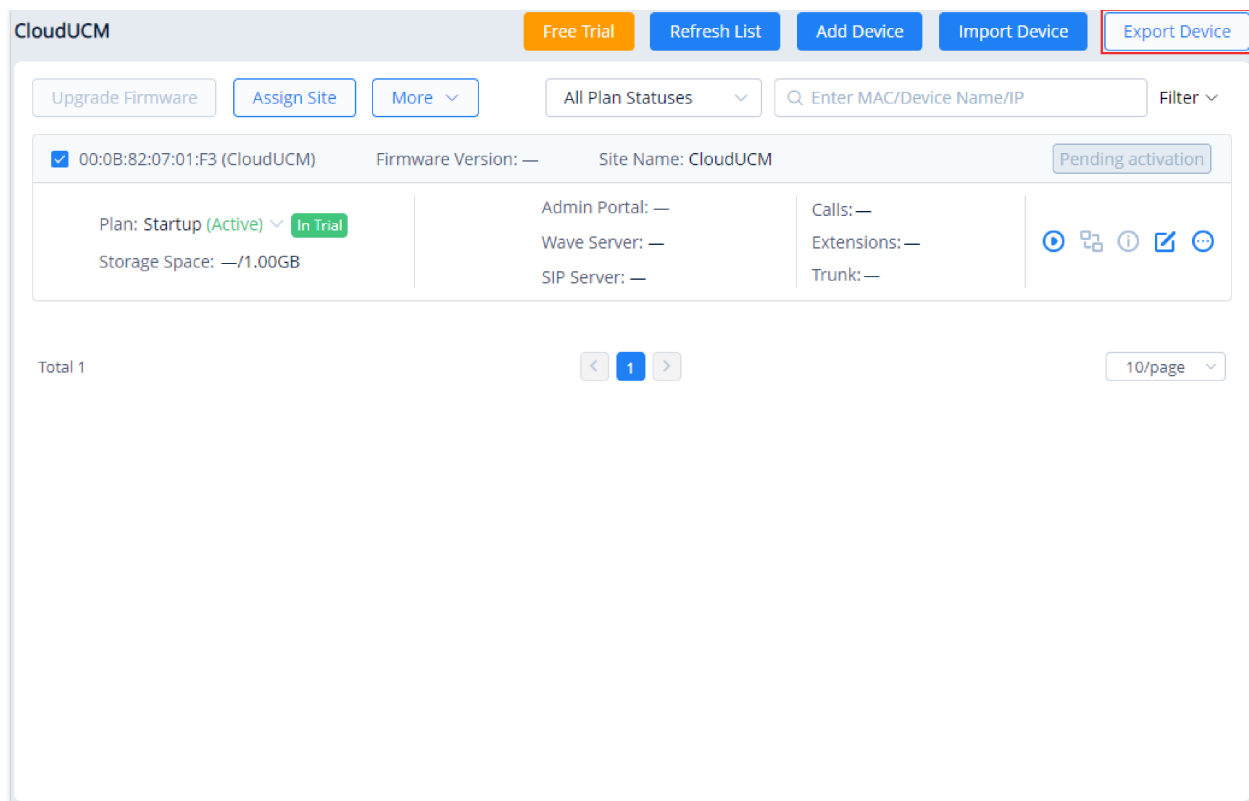 CloudUCM
Free Trial
Refresh List
Add Device
Import Device
Export Device
Upgrade Firmware
Assign Site
More
All Plan Statuses
Enter MAC/Device Name/IP
Filter
00:0B:82:07:01:F3 (CloudUCM)
Firmware Version: —
Site Name: CloudUCM
Pending activation
Plan: Startup (Active) In Trial
Storage Space: —/1.00GB
Admin Portal: —
Wave Server: —
SIP Server: —
Calls: —
Extensions: —
Trunk: —
Total 1
1
10/page